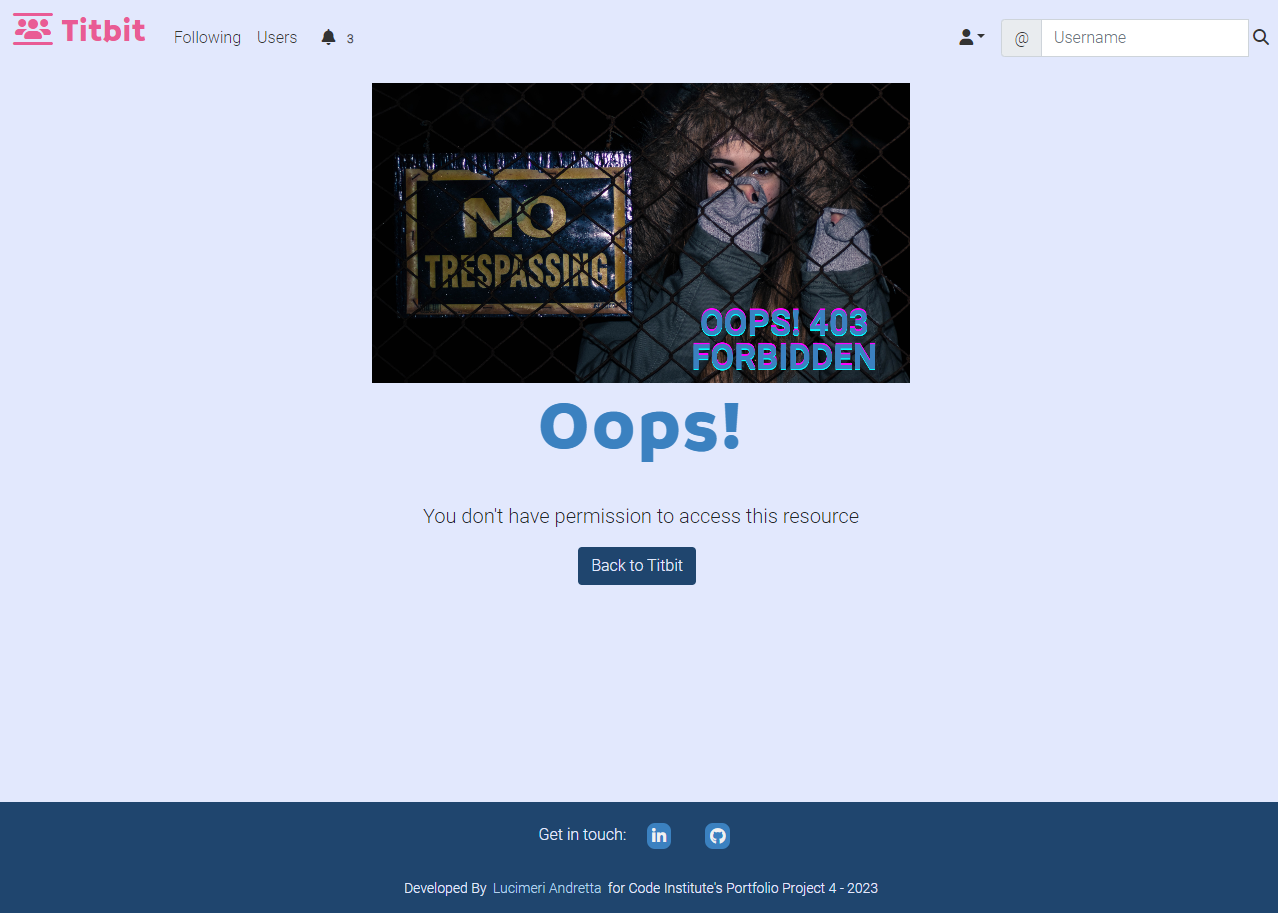 Titbit Following Users 3 @ Username
NO
TRESPASSING
OOPS! 403
FORBIDDEN
Oops!
You don't have permission to access this resource
Back to Titbit
Get in touch: in
Developed By Lucimeri Andretta for Code Institute's Portfolio Project 4 - 2023